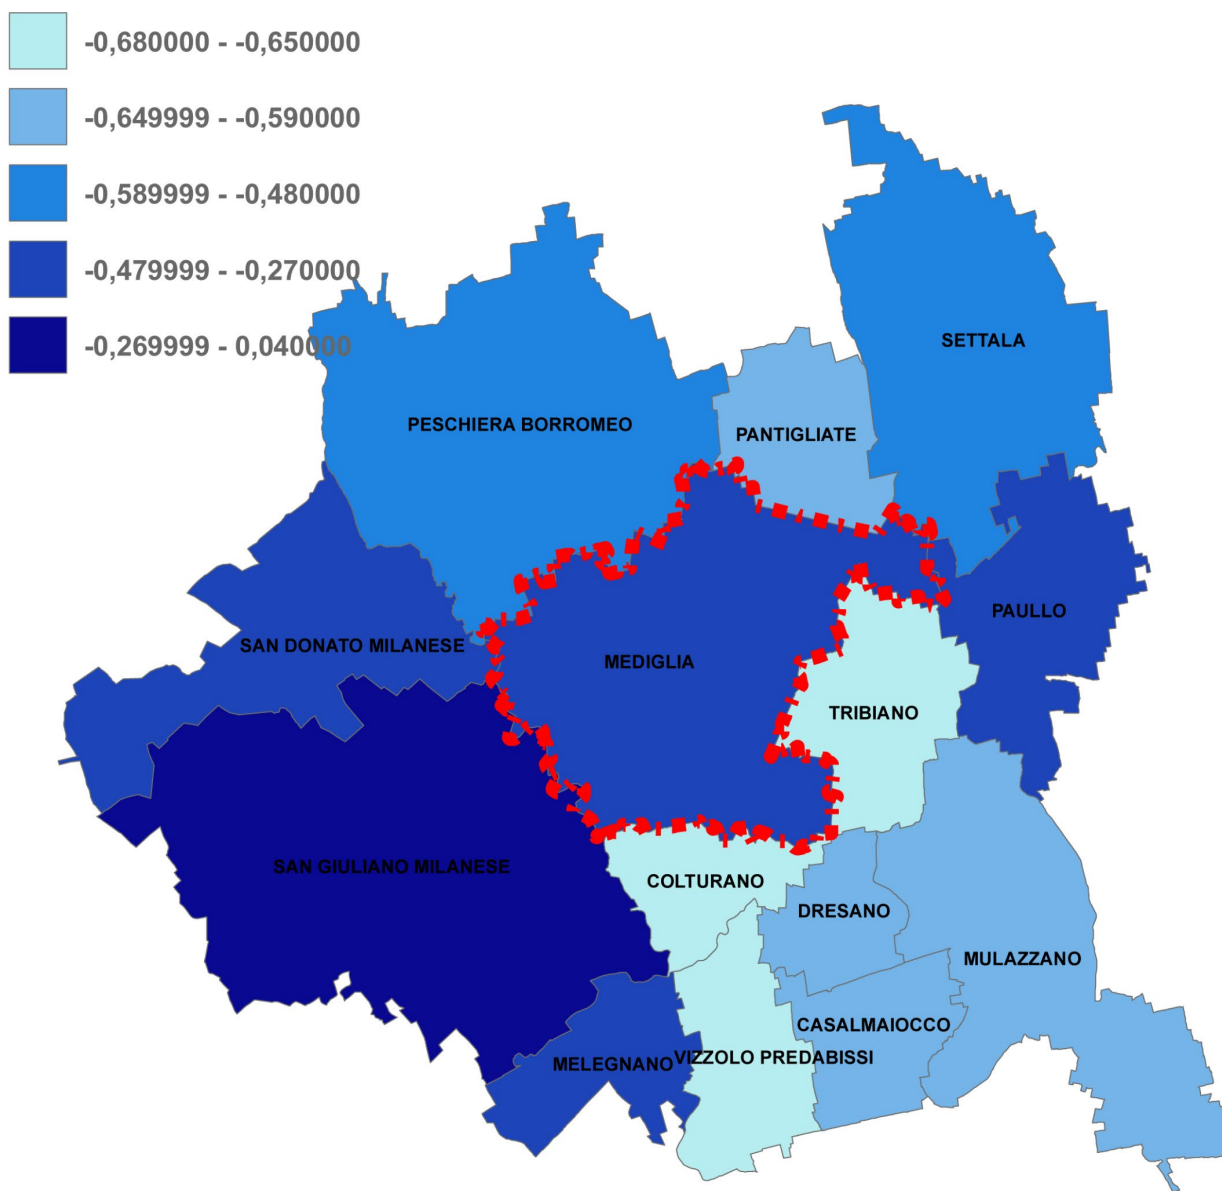 -0,680000 - -0,650000
-0,649999 - -0,590000
-0,589999 - -0,480000
-0,479999 - -0,270000
-0,269999 - 0,040000
SETTALA
PESCHIERA BORROMEO
PANTIGLIATE
PAULLO
SAN DONATO MILANESE
MEDIGLIA
TRIBIANO
SAN GIULIANO MILANESE
COLTURANO
DRESANO
MULAZZANO
CASALMAIOCCO
MELEGNANO
VIZZOLO PREDABISSI